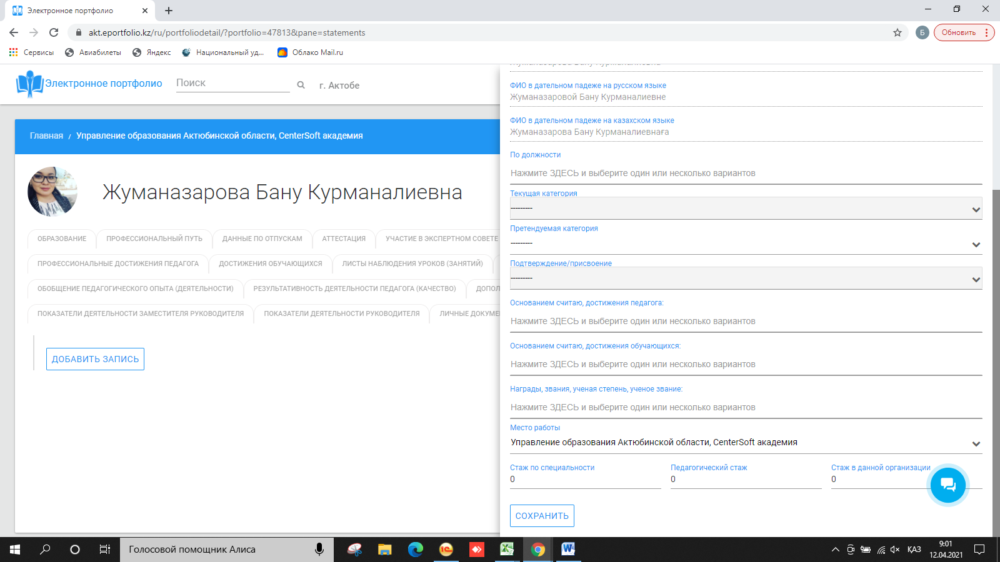 Электронное портфолио
akt.eportfolio.kz/ru/portfoliodetail/?portfolio=47813&pane=statements
Б
Обновить
Сервисы
Авиабилеты
Яндекс
Национальный уд...
Облако Mail.ru
Электронное портфолио
Поиск
г. Актобе
Главная / Управление образования Актюбинской области, CenterSoft академия
Жуманазарова Бану Курманалиевна
ОБРАЗОВАНИЕ
ПРОФЕССИОНАЛЬНЫЙ ПУТЬ
ДАННЫЕ ПО ОТПУСКАМ
АТТЕСТАЦИЯ
УЧАСТИЕ В ЭКСПЕРТНОМ СОВЕТЕ
ПРОФЕССИОНАЛЬНЫЕ ДОСТИЖЕНИЯ ПЕДАГОГА
ДОСТИЖЕНИЯ ОБУЧАЮЩИХСЯ
ЛИСТЫ НАБЛЮДЕНИЯ УРОКОВ (ЗАНЯТИЙ)
ОБОБЩЕНИЕ ПЕДАГОГИЧЕСКОГО ОПЫТА (ДЕЯТЕЛЬНОСТИ)
РЕЗУЛЬТАТИВНОСТЬ ДЕЯТЕЛЬНОСТИ ПЕДАГОГА (КАЧЕСТВО)
ДОПОЛ
ПОКАЗАТЕЛИ ДЕЯТЕЛЬНОСТИ ЗАМЕСТИТЕЛЯ РУКОВОДИТЕЛЯ
ПОКАЗАТЕЛИ ДЕЯТЕЛЬНОСТИ РУКОВОДИТЕЛЯ
ЛИЧНЫЕ ДОКУМЕ
ДОБАВИТЬ ЗАПИСЬ
Жуманазарова Бану Курманалиевна
ФИО в дательном падеже на русском языке
Жуманазаровой Бану Курманалиевне
ФИО в дательном падеже на казахском языке
Жуманазарова Бану Курманалиевнаға
По должности
Нажмите ЗДЕСЬ и выберите один или несколько вариантов
Текущая категория
---------
Претендуемая категория
---------
Подтверждение/присвоение
---------
Основанием считаю, достижения педагога:
Нажмите ЗДЕСЬ и выберите один или несколько вариантов
Основанием считаю, достижения обучающихся:
Нажмите ЗДЕСЬ и выберите один или несколько вариантов
Награды, звания, ученая степень, ученое звание:
Нажмите ЗДЕСЬ и выберите один или несколько вариантов
Место работы
Управление образования Актюбинской области, CenterSoft академия
Стаж по специальности
0
Педагогический стаж
0
Стаж в данной организации
0
СОХРАНИТЬ
Голосовой помощник Алиса
ҚАЗ
9:01
12.04.2021